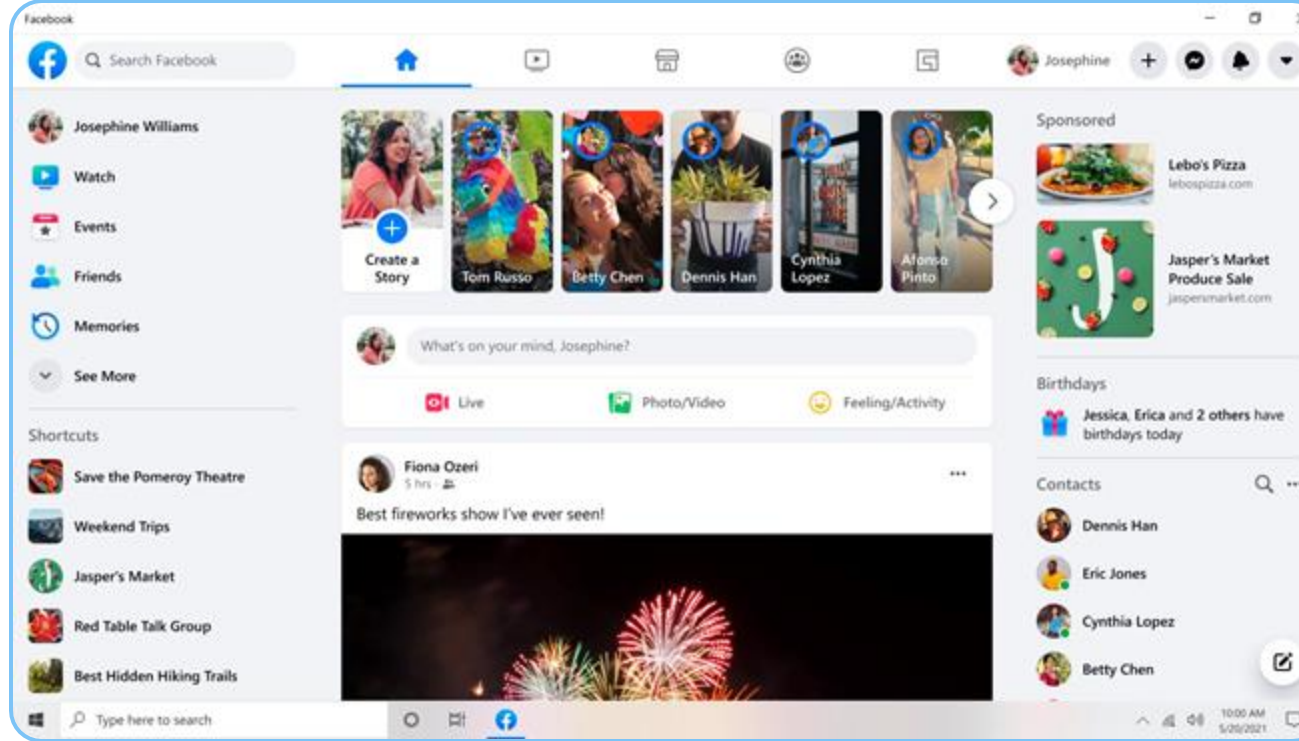 Facebook
Search Facebook
Josephine
Josephine Williams
Watch
Events
Friends
Memories
See More
Shortcuts
Save the Pomeroy Theatre
Weekend Trips
Jasper's Market
Red Table Talk Group
Best Hidden Hiking Trails
Create a
Story
Tom Russo
Betty Chen
Dennis Han
Cynthia
Lopez
Afonso
Pinto
What's on your mind, Josephine?
Live
Photo/Video
Feeling/Activity
Fiona Ozeri
5 hrs ·
Best fireworks show I've ever seen!
Sponsored
Lebo's Pizza
lebospizza.com
Jasper's Market
Produce Sale
jaspersmarket.com
Birthdays
Jessica, Erica and 2 others have
birthdays today
Contacts
Dennis Han
Eric Jones
Cynthia Lopez
Betty Chen
Type here to search
10:00 AM
5/20/2021